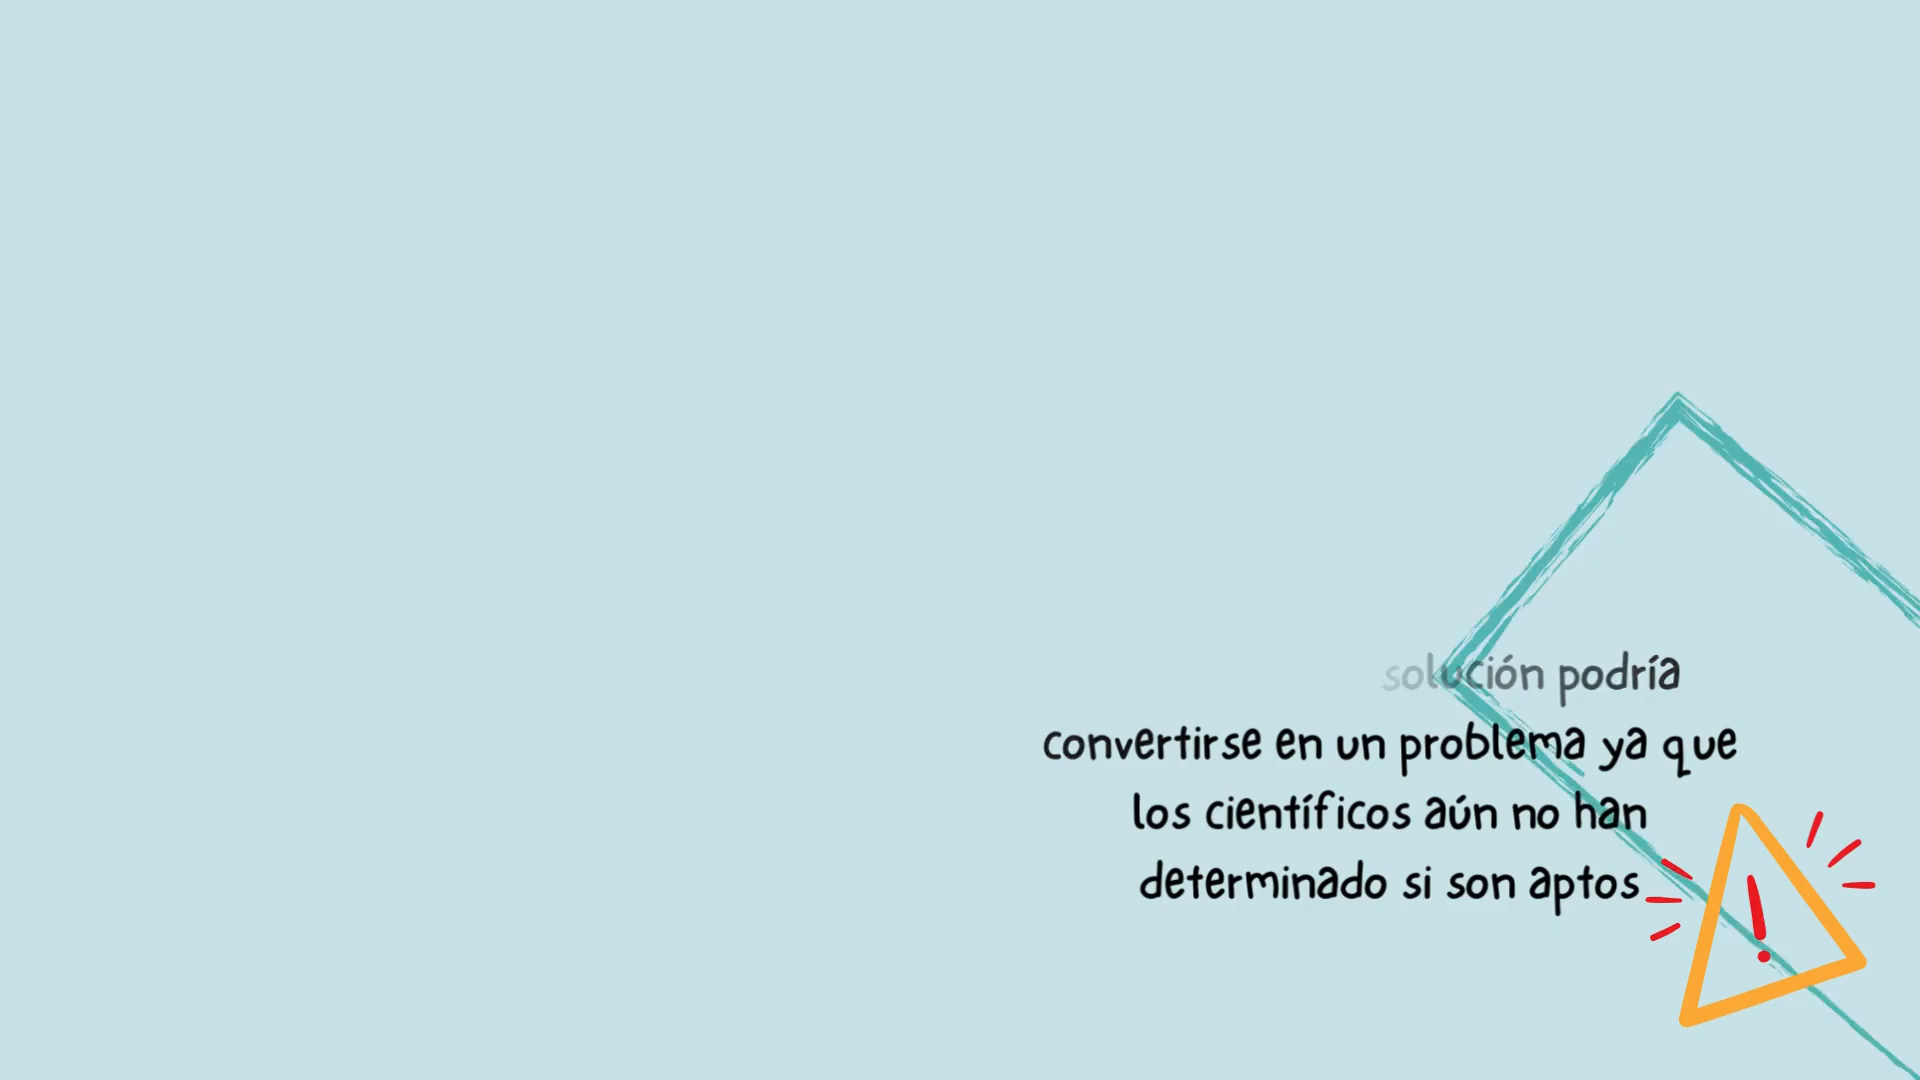 solución podría
convertirse en un problema ya que
los científicos aún no han
determinado si son aptos
!